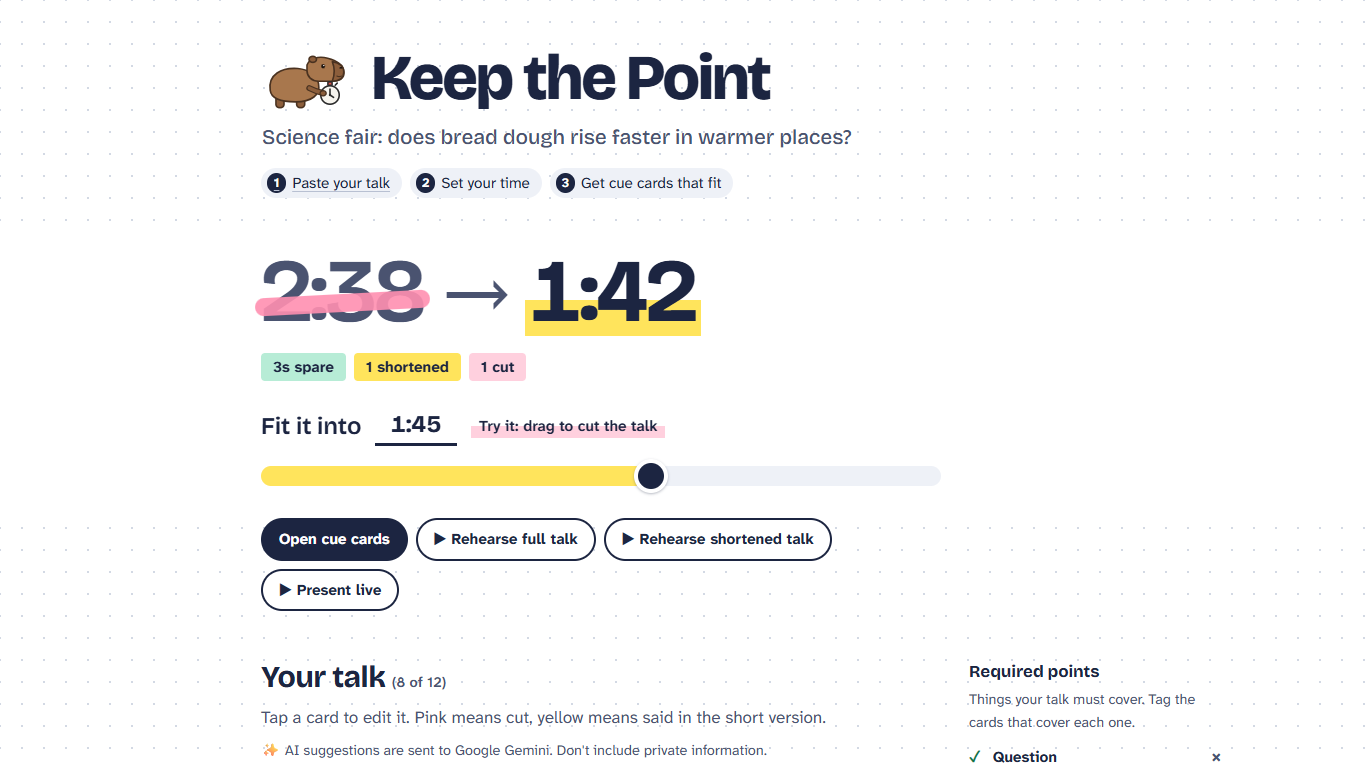 Keep the Point
Science fair: does bread dough rise faster in warmer places?
1 Paste your talk 2 Set your time 3 Get cue cards that fit
2:38 → 1:42
3s spare 1 shortened 1 cut
Fit it into 1:45 Try it: drag to cut the talk
Open cue cards ▶ Rehearse full talk ▶ Rehearse shortened talk
▶ Present live
Your talk (8 of 12)
Tap a card to edit it. Pink means cut, yellow means said in the short version.
✨ AI suggestions are sent to Google Gemini. Don't include private information.
Required points
Things your talk must cover. Tag the
cards that cover each one.
✓ Question ×